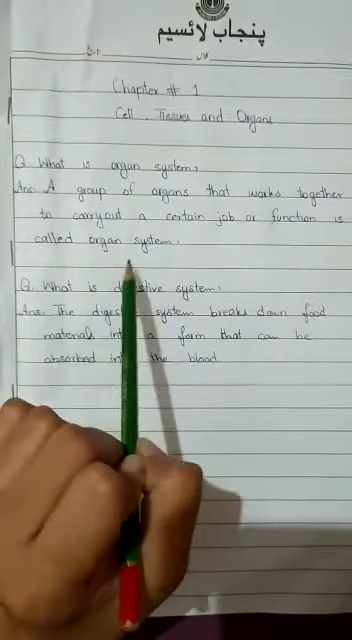 پنجاب لائسیم
Chapter # 1
Cell, Tissues and Organs
Q. What is organ system?
Ans. A group of organs that works together
to carryout a certain job or function is
called organ system.
Q. What is system?
Ans. The system breaks down food
materials a form that can be
absorbed the blood